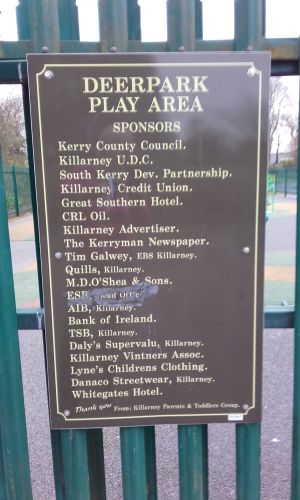 DEERPARK
PLAY AREA
SPONSORS
Kerry County Council.
Killarney U.D.C.
South Kerry Dev. Partnership.
Killarney Credit Union.
Great Southern Hotel.
CRL Oil.
Killarney Advertiser.
The Kerryman Newspaper.
Tim Galwey, EBS Killarney.
Quills, Killarney.
M.D.O'Shea & Sons.
ESB, Head Office.
AIB, Killarney.
Bank of Ireland.
TSB, Killarney.
Daly's Supervalu, Killarney.
Killarney Vintners Assoc.
Lyne's Childrens Clothing.
Danaco Streetwear, Killarney.
Whitegates Hotel.
Thank you From: Killarney Parents & Toddlers Group.